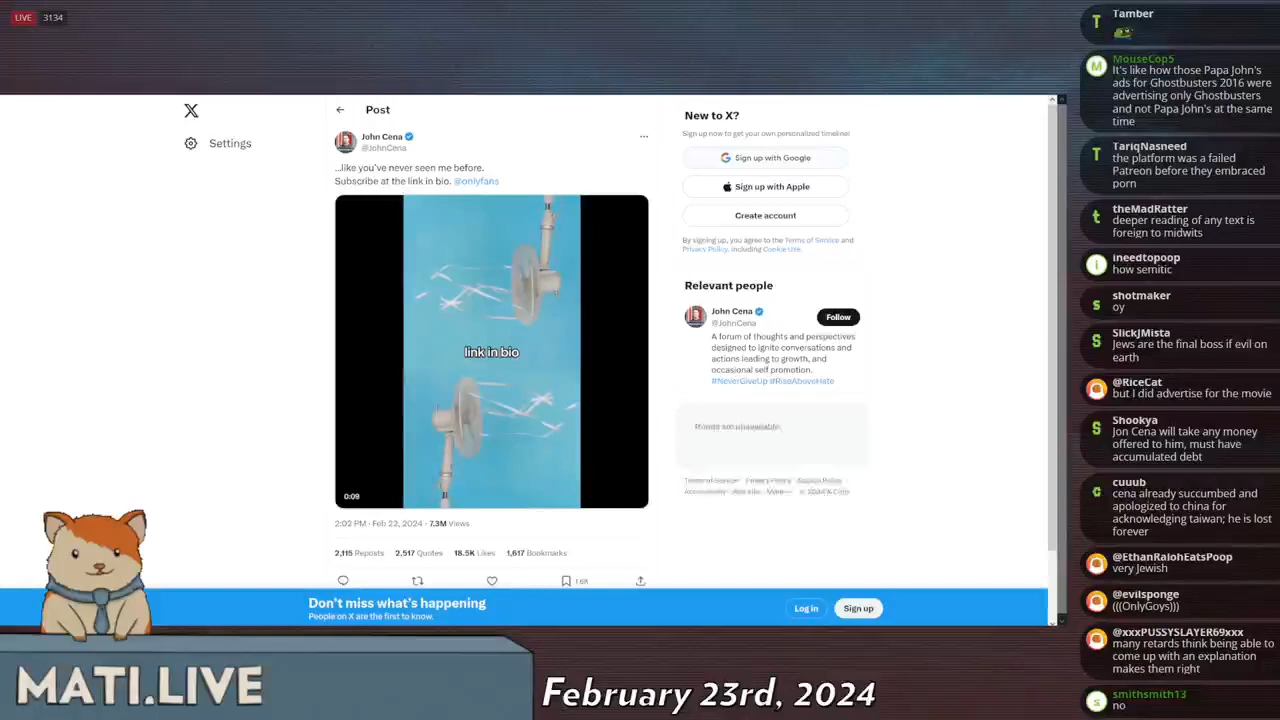 LIVE 3134
Settings
Post
John Cena
@JohnCena
...like you've never seen me before.
Subscribe at the link in bio. @onlyfans
link in bio
0:09
2:02 PM · Feb 22, 2024 · 7.3M Views
2,115 Reposts 2,517 Quotes 18.5K Likes 1,617 Bookmarks
1.6K
New to X?
Sign up now to get your own personalized timeline!
Sign up with Google
Sign up with Apple
Create account
By signing up, you agree to the Terms of Service and
Privacy Policy, including Cookie Use.
Relevant people
John Cena
@JohnCena
Follow
A forum of thoughts and perspectives
designed to ignite conversations and
actions leading to growth, and
occasional self promotion.
#NeverGiveUp #RiseAboveHate
Don't miss what's happening
People on X are the first to know.
Log in
Sign up
MATI.LIVE
February 23rd, 2024
T
Tamber
M
MouseCop5
It's like how those Papa John's
ads for Ghostbusters 2016 were
advertising only Ghostbusters
and not Papa John's at the same
time
T
TariqNasneed
the platform was a failed
Patreon before they embraced
porn
t
theMadRatter
deeper reading of any text is
foreign to midwits
i
ineedtopoop
how semitic
s
shotmaker
oy
S
SlickJMista
Jews are the final boss if evil on
earth
@RiceCat
but I did advertise for the movie
S
Shookya
Jon Cena will take any money
offered to him, must have
accumulated debt
c
cuuub
cena already succumbed and
apologized to china for
acknowledging taiwan; he is lost
forever
@EthanRalohEatsPoop
very Jewish
@evilsponge
(((OnlyGuys)))
@xxxPUSSYSLAYER69xxx
many retards think being able to
come up with an explanation
makes them right
s
smithsmith13
no